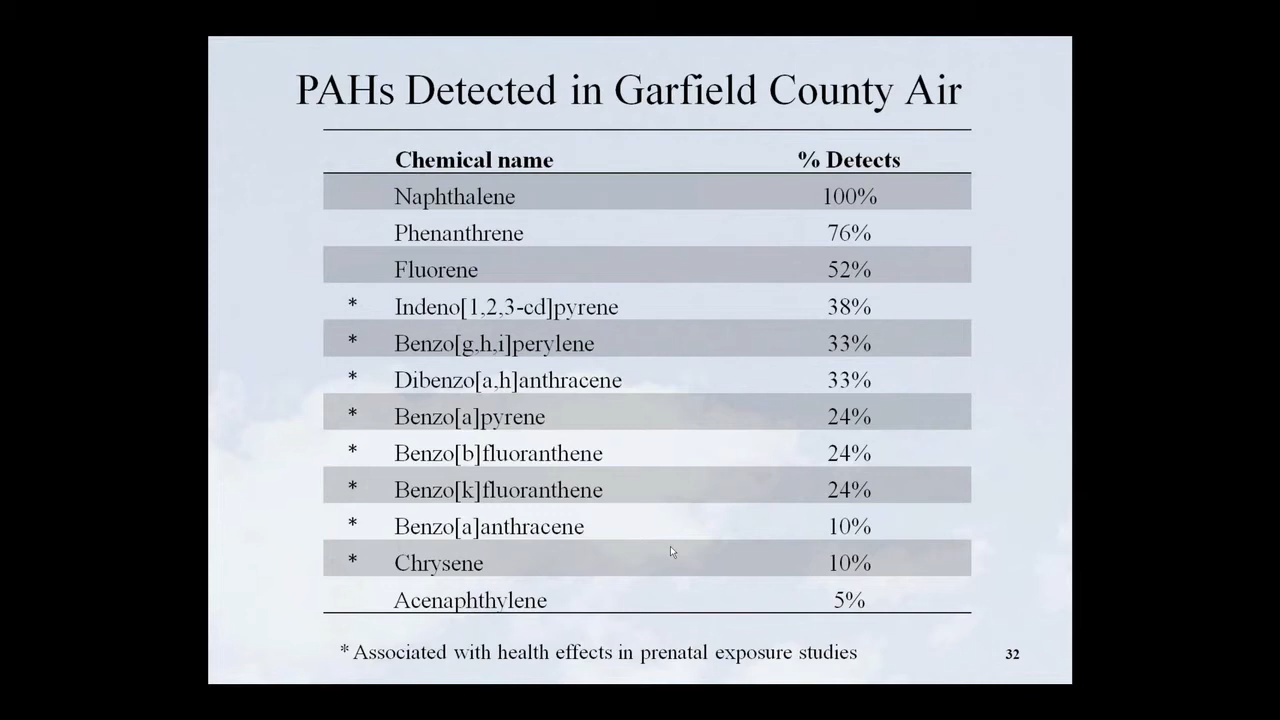 PAHs Detected in Garfield County Air
Chemical name % Detects
Naphthalene 100%
Phenanthrene 76%
Fluorene 52%
* Indeno[1,2,3-cd]pyrene 38%
* Benzo[g,h,i]perylene 33%
* Dibenzo[a,h]anthracene 33%
* Benzo[a]pyrene 24%
* Benzo[b]fluoranthene 24%
* Benzo[k]fluoranthene 24%
* Benzo[a]anthracene 10%
* Chrysene 10%
Acenaphthylene 5%
* Associated with health effects in prenatal exposure studies
32